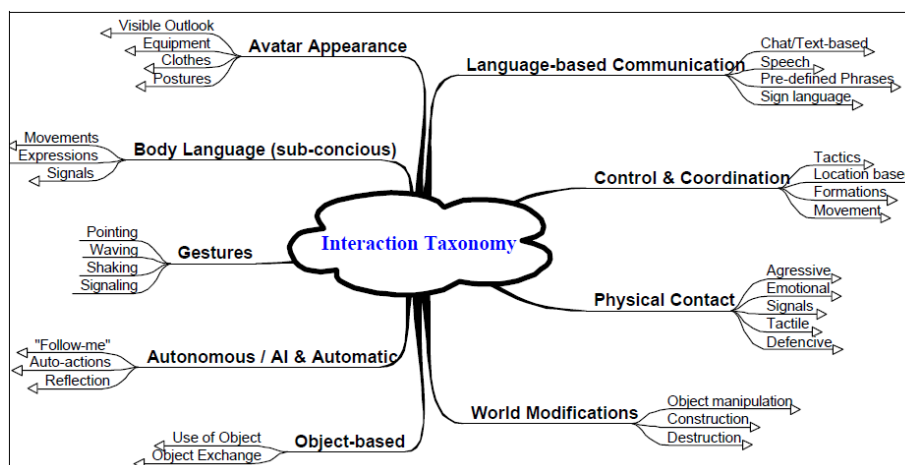 Visible Outlook
Equipment
Clothes
Postures
Avatar Appearance
Movements
Expressions
Signals
Body Language (sub-concious)
Pointing
Waving
Shaking
Signaling
Gestures
"Follow-me"
Auto-actions
Reflection
Autonomous / AI & Automatic
Use of Object
Object Exchange
Object-based
Interaction Taxonomy
Language-based Communication
Chat/Text-based
Speech
Pre-defined Phrases
Sign language
Control & Coordination
Tactics
Location base
Formations
Movement
Physical Contact
Agressive
Emotional
Signals
Tactile
Defencive
World Modifications
Object manipulation
Construction
Destruction